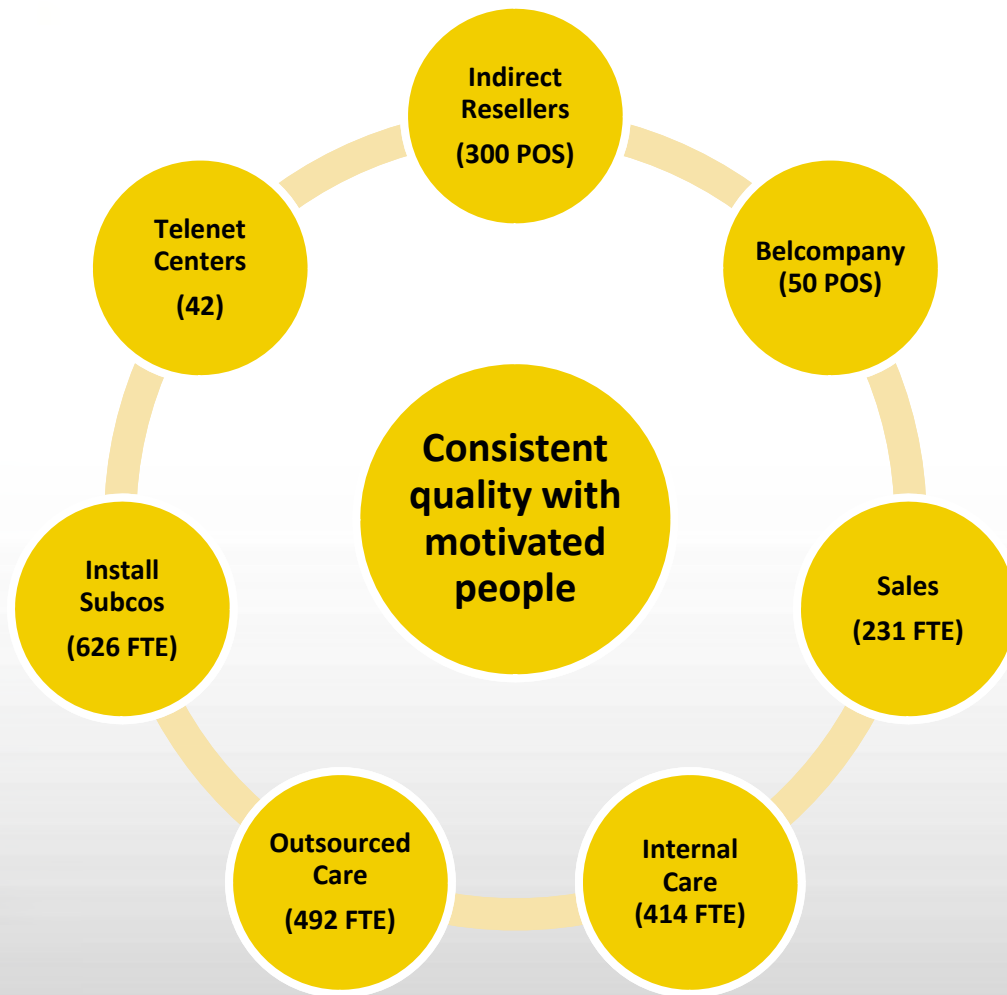 Indirect
Resellers
(300 POS)
Belcompany
(50 POS)
Telenet
Centers
(42)
Consistent
quality with
motivated
people
Sales
(231 FTE)
Install
Subcos
(626 FTE)
Internal
Care
(414 FTE)
Outsourced
Care
(492 FTE)